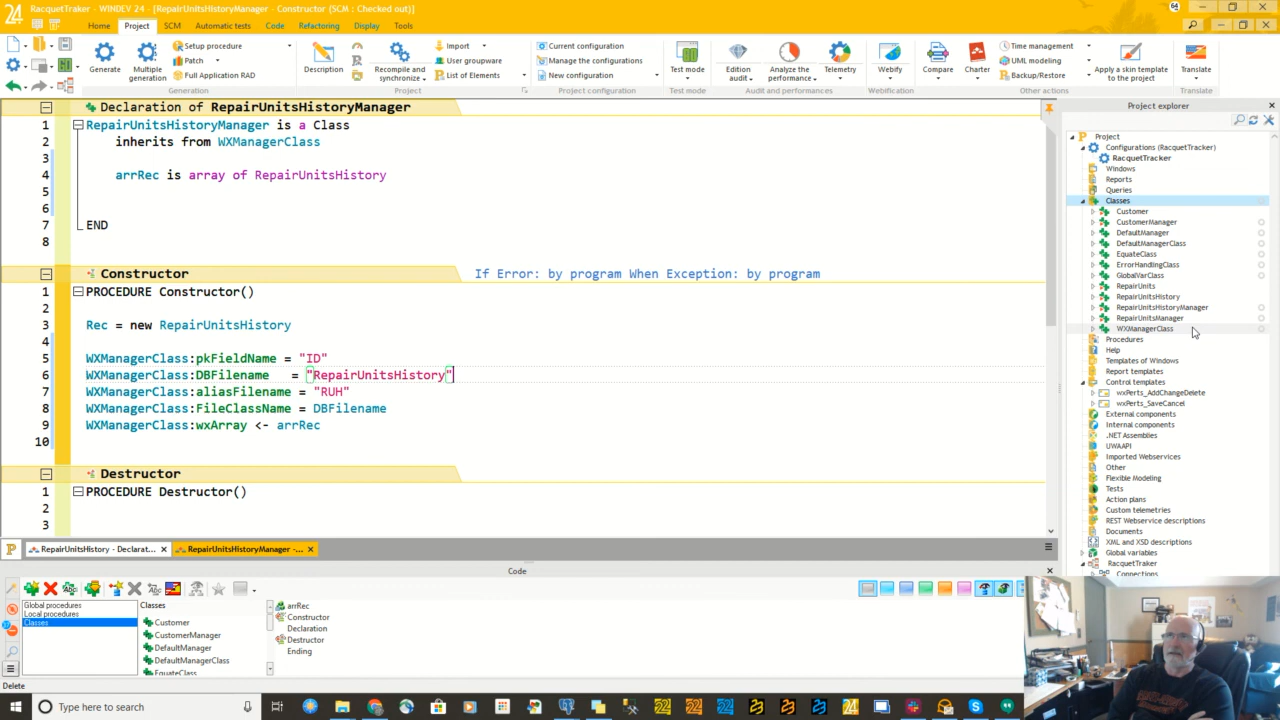 24 RacquetTraker - WINDEV 24 - [RepairUnitsHistoryManager - Constructor (SCM : Checked out)]
64
Home Project SCM Automatic tests Code Refactoring Display Tools
Generate
Multiple generation
Setup procedure
Patch
Full Application RAD
Generation
Description
Recompile and synchronize
Import
User groupware
List of Elements
Project
Current configuration
Manage the configurations
New configuration
Project configuration
Test mode
Test mode
Edition audit
Analyze the performance
Telemetry
Audit and performances
Webify
Webification
Compare
Charter
Time management
UML modeling
Backup/Restore
Apply a skin template to the project
Other actions
Translate
Translate
Declaration of RepairUnitsHistoryManager
1 RepairUnitsHistoryManager is a Class
2 inherits from WXManagerClass
3
4 arrRec is array of RepairUnitsHistory
5
6
7 END
8
Constructor If Error: by program When Exception: by program
1 PROCEDURE Constructor()
2
3 Rec = new RepairUnitsHistory
4
5 WXManagerClass:pkFieldName = "ID"
6 WXManagerClass:DBFilename = "RepairUnitsHistory"
7 WXManagerClass:aliasFilename = "RUH"
8 WXManagerClass:FileClassName = DBFilename
9 WXManagerClass:wxArray <- arrRec
10
Destructor
1 PROCEDURE Destructor()
2
3
Project explorer
Project
Configurations (RacquetTracker)
RacquetTracker
Windows
Reports
Queries
Classes
Customer
CustomerManager
DefaultManager
DefaultManagerClass
EquateClass
ErrorHandlingClass
GlobalVarClass
RepairUnits
RepairUnitsHistory
RepairUnitsHistoryManager
RepairUnitsManager
WXManagerClass
Procedures
Help
Templates of Windows
Report templates
Control templates
wxPerts_AddChangeDelete
wxPerts_SaveCancel
External components
Internal components
.NET Assemblies
UWAAPI
Imported Webservices
Other
Flexible Modeling
Tests
Action plans
Custom telemetries
REST Webservice descriptions
Documents
XML and XSD descriptions
Global variables
RacquetTracker
Connections
RepairUnitsHistory - Declarat...
RepairUnitsHistoryManager -...
Code
Global procedures
Local procedures
Classes
Classes
Customer
CustomerManager
DefaultManager
DefaultManagerClass
EquateClass
arrRec
Constructor
Declaration
Destructor
Ending
Delete
Type here to search